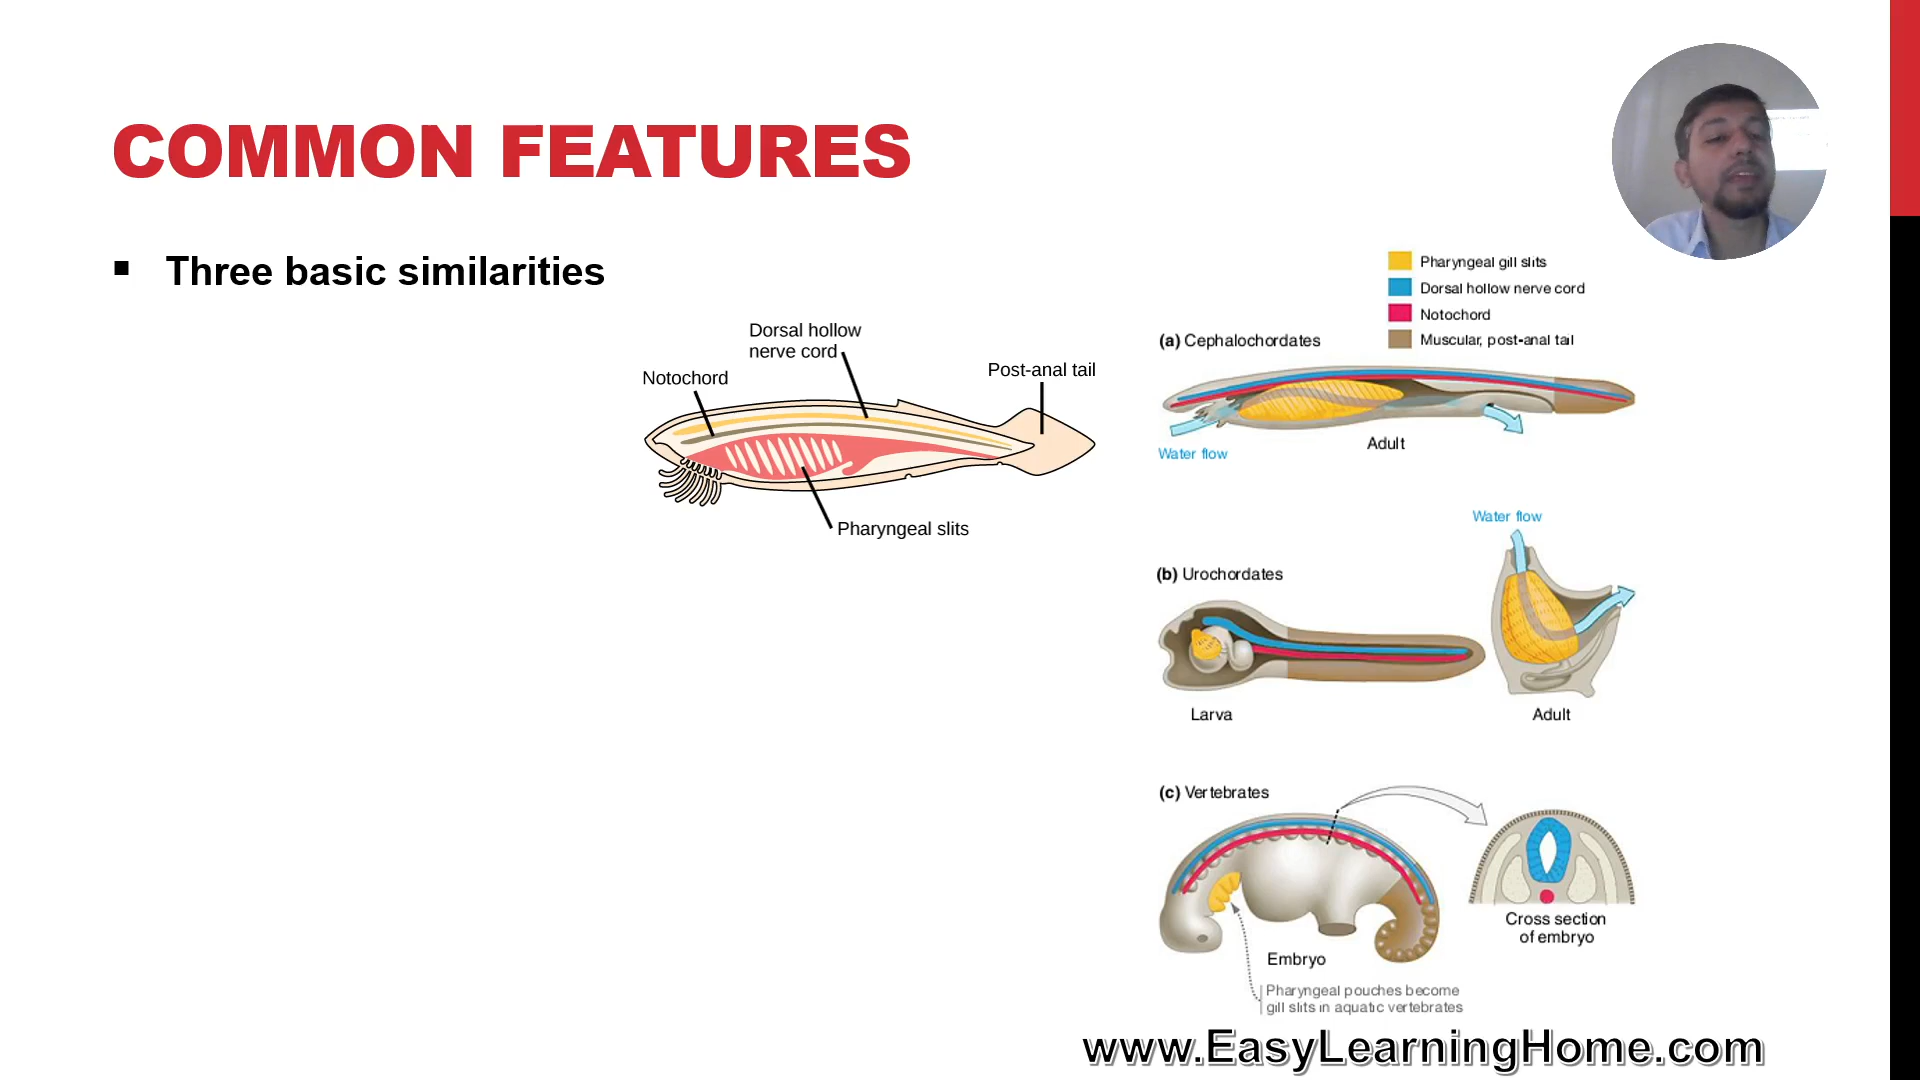 COMMON FEATURES
▪ Three basic similarities
Dorsal hollow
nerve cord
Notochord
Post-anal tail
Pharyngeal slits
Pharyngeal gill slits
Dorsal hollow nerve cord
Notochord
Muscular, post-anal tail
(a) Cephalochordates
Water flow
Adult
Water flow
(b) Urochordates
Larva
Adult
(c) Vertebrates
Cross section
of embryo
Embryo
Pharyngeal pouches become
gill slits in aquatic vertebrates
www.EasyLearningHome.com